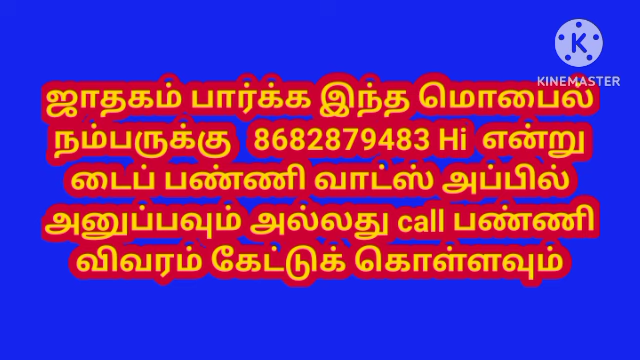 KINEMASTER
ஜாதகம் பார்க்க இந்த மொபைல்
நம்பருக்கு 8682879483 Hi என்று
டைப் பண்ணி வாட்ஸ் அப்பில்
அனுப்பவும் அல்லது call பண்ணி
விவரம் கேட்டுக் கொள்ளவும்